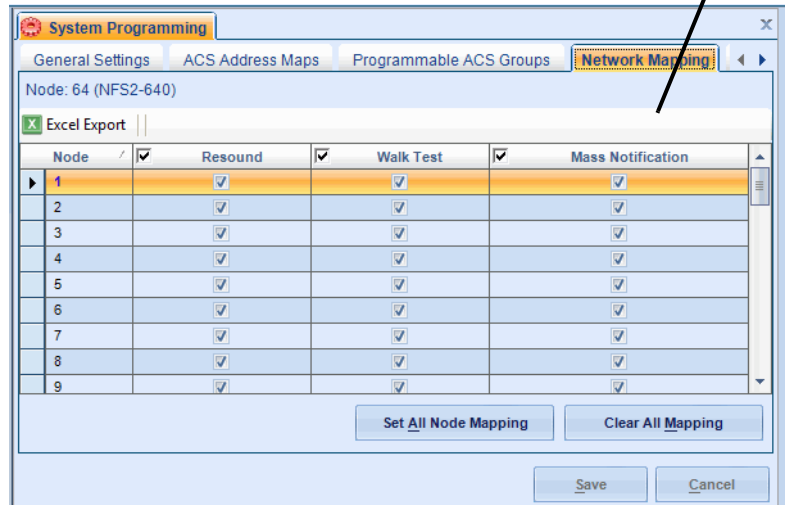 System Programming x
General Settings ACS Address Maps Programmable ACS Groups Network Mapping
Node: 64 (NFS2-640)
X Excel Export
Node Resound Walk Test Mass Notification
1
2
3
4
5
6
7
8
9
Set All Node Mapping Clear All Mapping
Save Cancel